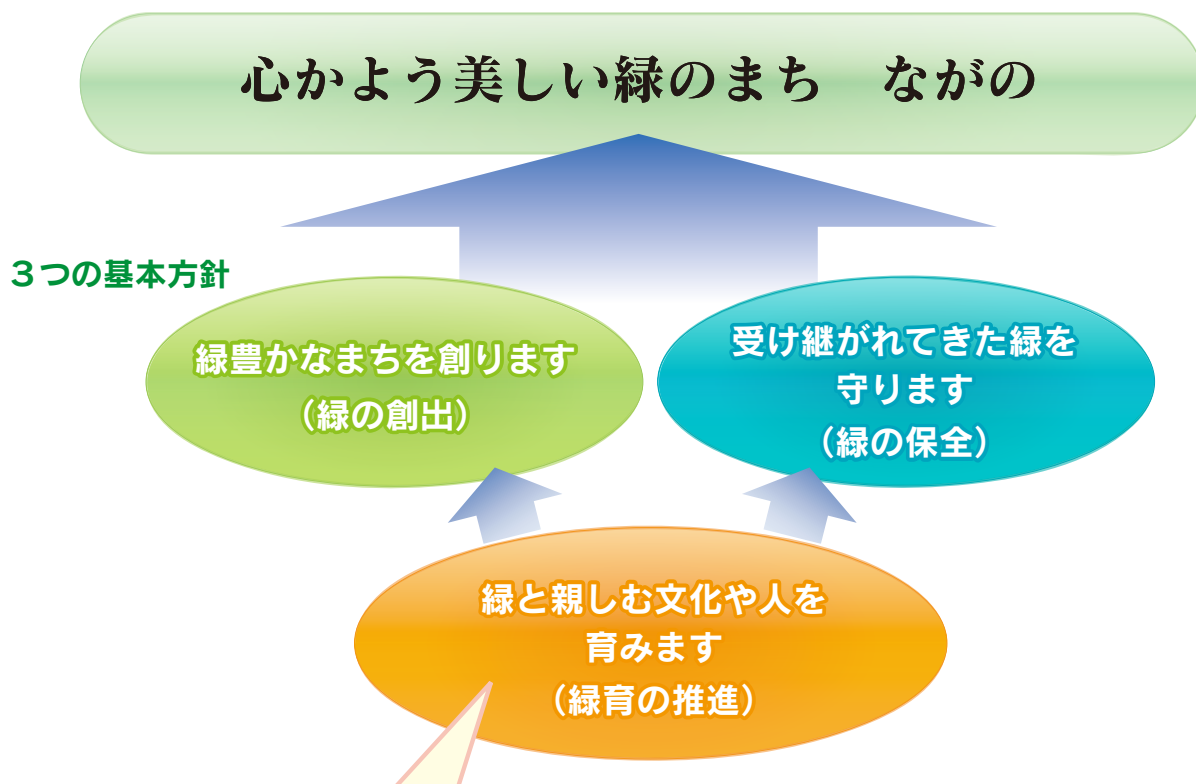 心かよう美しい緑のまち　ながの
３つの基本方針
緑豊かなまちを創ります
（緑の創出）
受け継がれてきた緑を
守ります
（緑の保全）
緑と親しむ文化や人を
育みます
（緑育の推進）